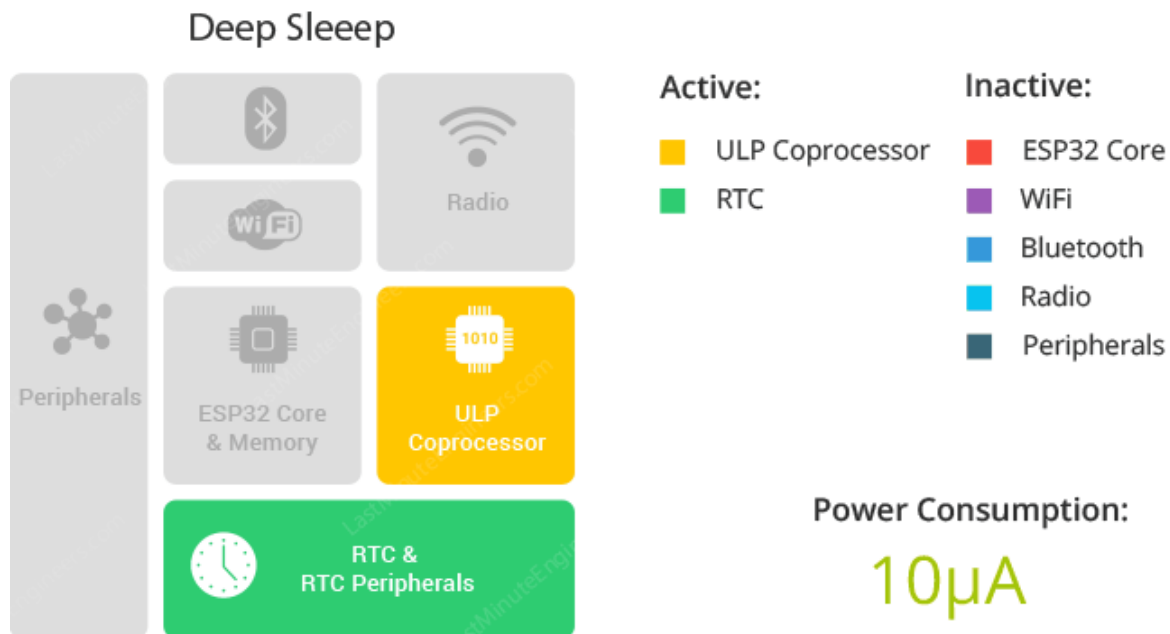 Deep Sleeep
WiFi
Radio
Peripherals
ESP32 Core
& Memory
1010
ULP
Coprocessor
RTC &
RTC Peripherals
Active:
ULP Coprocessor
RTC
Inactive:
ESP32 Core
WiFi
Bluetooth
Radio
Peripherals
Power Consumption:
10µA